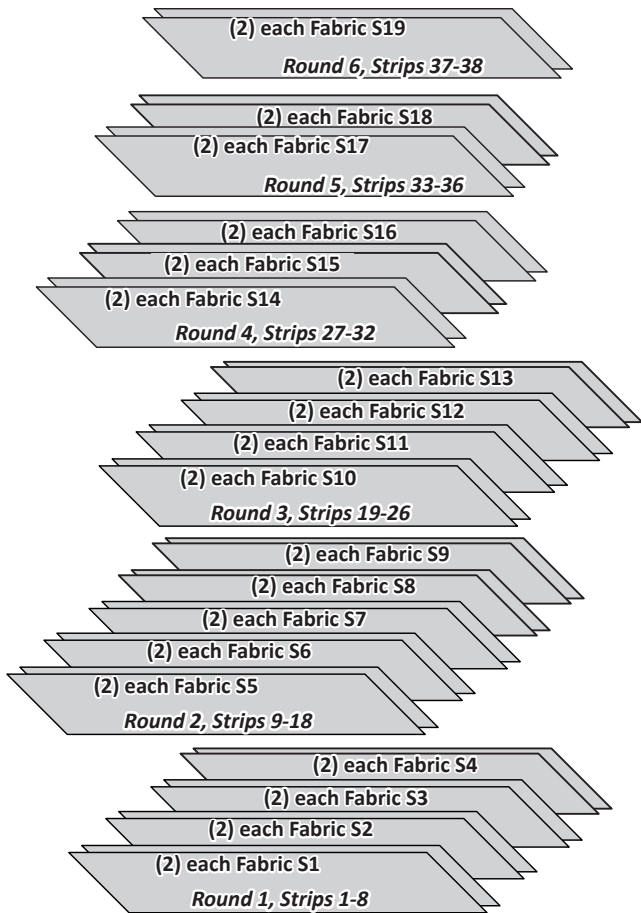 (2) each Fabric S19
Round 6, Strips 37-38
(2) each Fabric S18
(2) each Fabric S17
Round 5, Strips 33-36
(2) each Fabric S16
(2) each Fabric S15
(2) each Fabric S14
Round 4, Strips 27-32
(2) each Fabric S13
(2) each Fabric S12
(2) each Fabric S11
(2) each Fabric S10
Round 3, Strips 19-26
(2) each Fabric S9
(2) each Fabric S8
(2) each Fabric S7
(2) each Fabric S6
(2) each Fabric S5
Round 2, Strips 9-18
(2) each Fabric S4
(2) each Fabric S3
(2) each Fabric S2
(2) each Fabric S1
Round 1, Strips 1-8